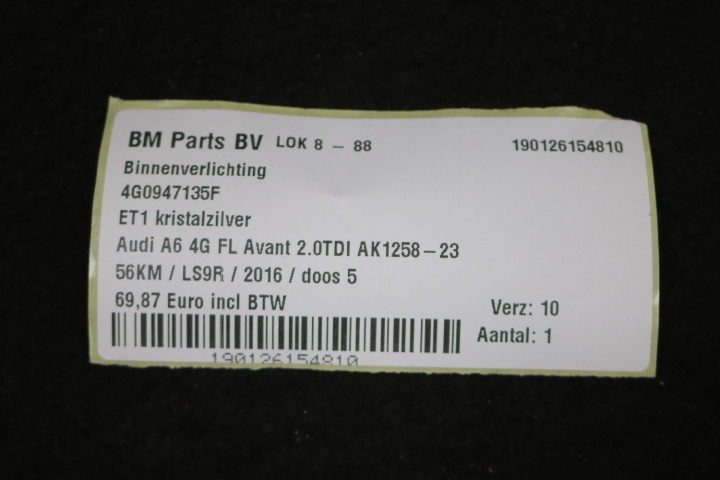 BM Parts BV LOK 8 – 88 190126154810
Binnenverlichting
4G0947135F
ET1 kristalzilver
Audi A6 4G FL Avant 2.0TDI AK1258–23
56KM / LS9R / 2016 / doos 5
69,87 Euro incl BTW Verz: 10
Aantal: 1
190126154810